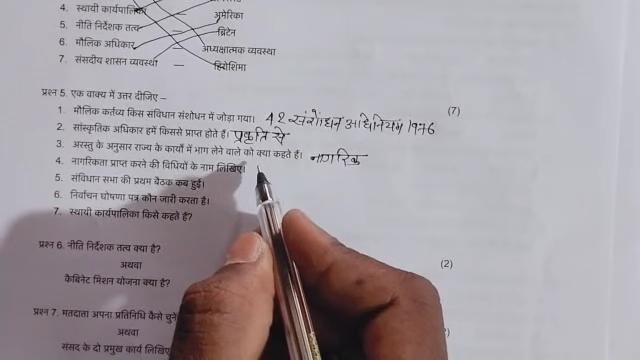 4. स्थायी कार्यपालिका
अमेरिका
5. नीति निर्देशक तत्व
ब्रिटेन
6. मौलिक अधिकार
अध्यक्षात्मक व्यवस्था
7. संसदीय शासन व्यवस्था
हिरोशिमा
प्रश्न 5. एक वाक्य में उत्तर दीजिए – (7)
1. मौलिक कर्तव्य किस संविधान संशोधन में जोड़ा गया। 42 संशोधन अधिनियम 1976
2. सांस्कृतिक अधिकार हमें किससे प्राप्त होते हैं। प्रकृति से
3. अरस्तु के अनुसार राज्य के कार्यों में भाग लेने वाले को क्या कहते हैं। नागरिक
4. नागरिकता प्राप्त करने की विधियों के नाम लिखिए।
5. संविधान सभा की प्रथम बैठक कब हुई।
6. निर्वाचन घोषणा पत्र कौन जारी करता है।
7. स्थायी कार्यपालिका किसे कहते हैं?
प्रश्न 6. नीति निर्देशक तत्व क्या है? (2)
अथवा
कैबिनेट मिशन योजना क्या है?
प्रश्न 7. मतदाता अपना प्रतिनिधि कैसे
अथवा
संसद के दो प्रमुख कार्य लिखिए